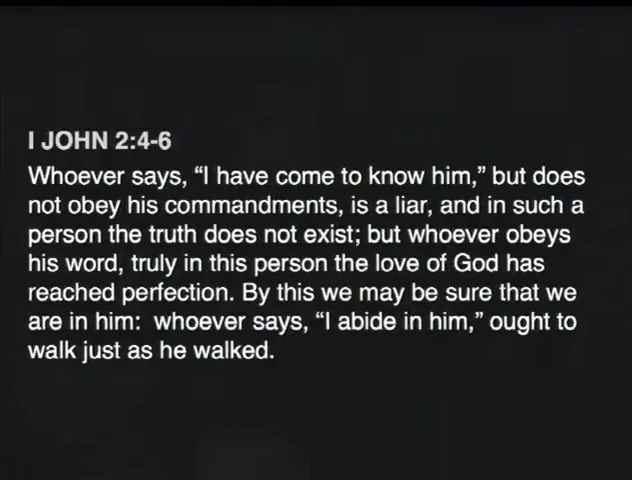 I JOHN 2:4-6
Whoever says, “I have come to know him,” but does
not obey his commandments, is a liar, and in such a
person the truth does not exist; but whoever obeys
his word, truly in this person the love of God has
reached perfection. By this we may be sure that we
are in him:  whoever says, “I abide in him,” ought to
walk just as he walked.